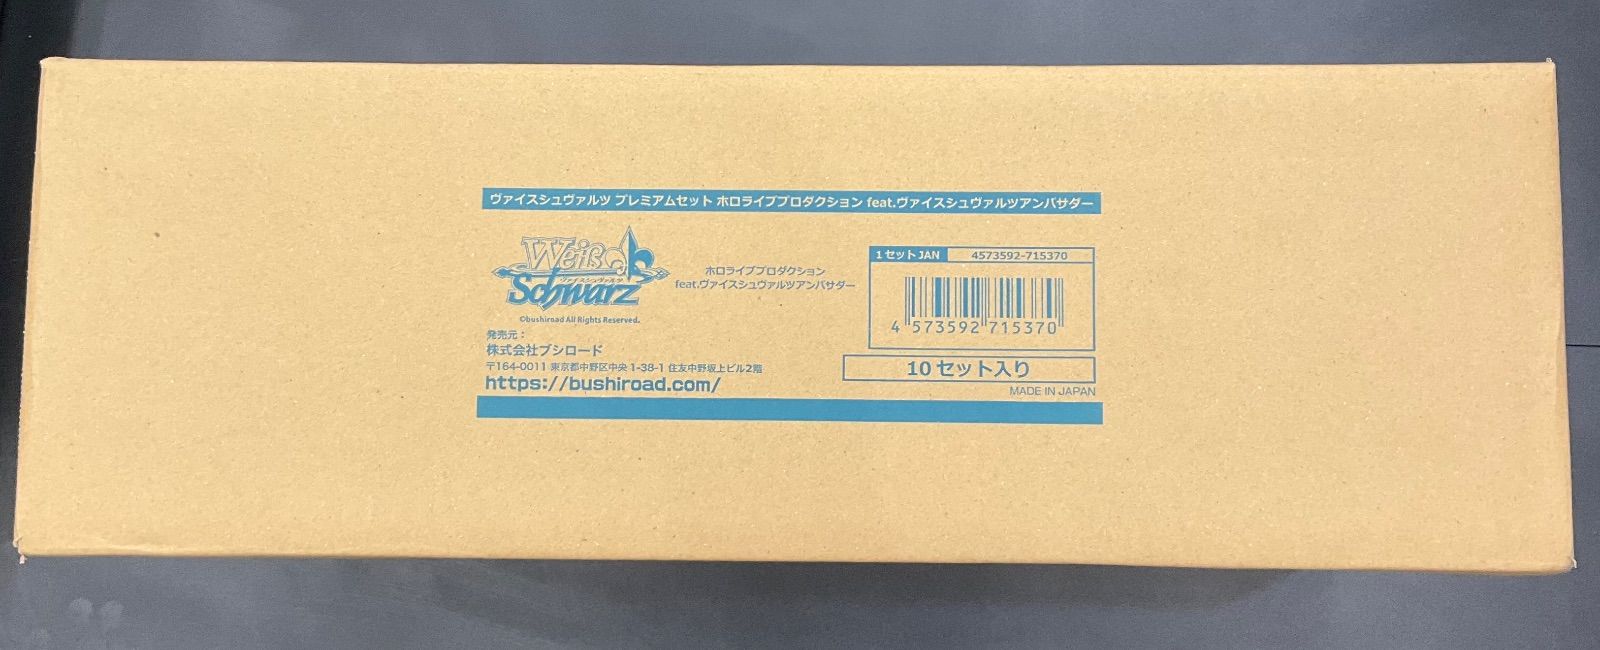 ヴァイスシュヴァルツ プレミアムセット ホロライブプロダクション feat.ヴァイスシュヴァルツアンバサダー
Weiß
ヴァイスシュヴァルツ
Schwarz
©bushiroad All Rights Reserved.
ホロライブプロダクション
feat.ヴァイスシュヴァルツアンバサダー
1セットJAN 4573592-715370
4 573592 715370
10セット入り
MADE IN JAPAN
発売元：
株式会社ブシロード
〒164-0011 東京都中野区中央1-38-1 住友中野坂上ビル2階
https://bushiroad.com/